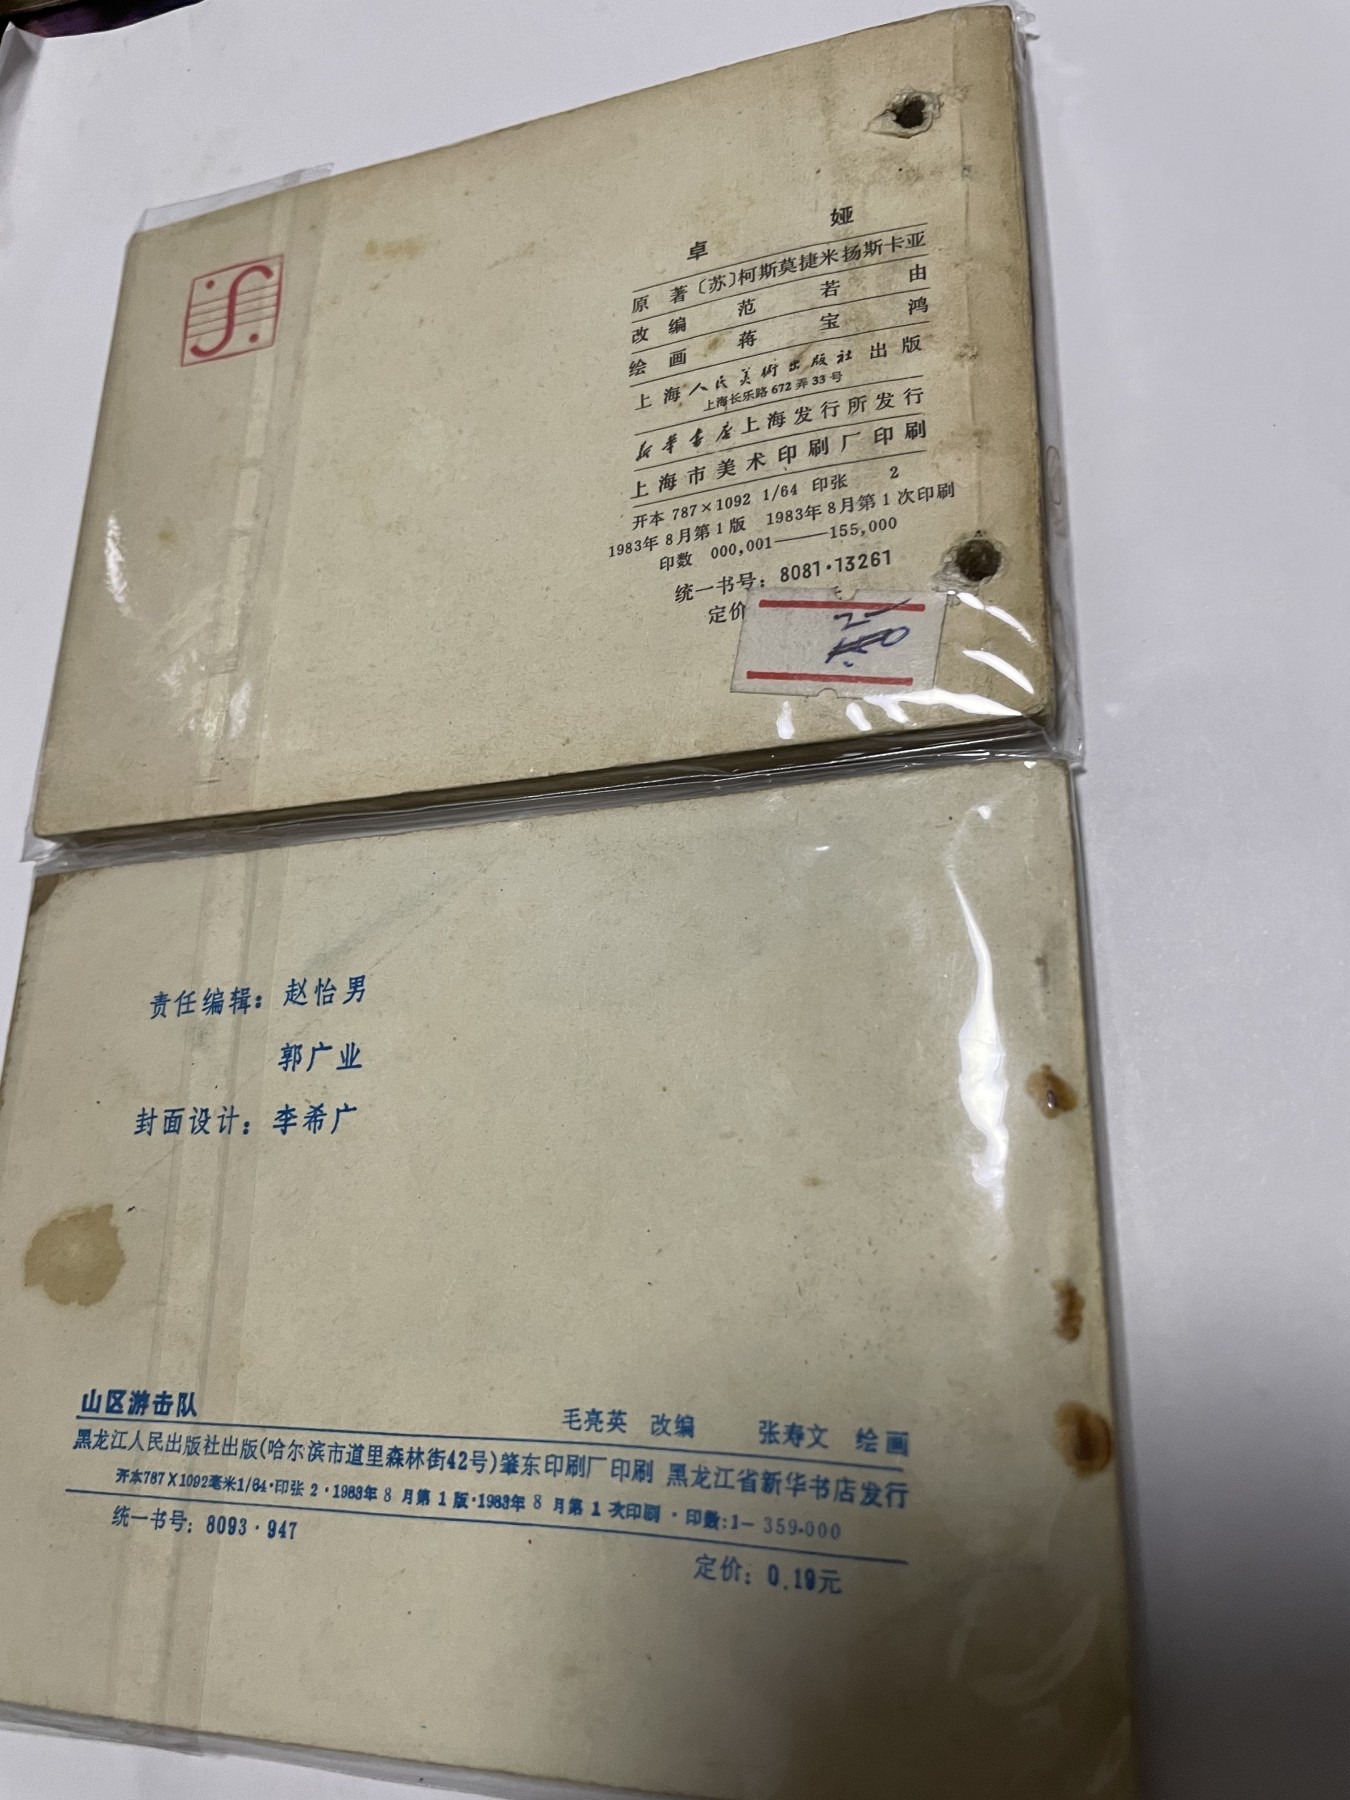 卓 娅
原 著〔苏〕柯斯莫捷米扬斯卡亚
改 编 范 若 由
绘 画 蒋 宝 鸿
上海人民美術出版社 出 版
上海长乐路 672 弄 33 号
新华書店上海发行所发行
上海市美术印刷厂印刷
开本 787×1092 1/64 印张 2
1983年8月第1版 1983年8月第1次印刷
印数 000,001——155,000
统一书号：8081·13261
定价
2
责任编辑：赵怡男
郭广业
封面设计：李希广
山区游击队
毛亮英 改编 张寿文 绘画
黑龙江人民出版社出版(哈尔滨市道里森林街42号)肇东印刷厂印刷 黑龙江省新华书店发行
开本787×1092毫米1/64·印张 2·1983年 8 月第 1 版·1983年 8 月第 1 次印刷·印数:1－359.000
统一书号：8093·947
定价：0.19元